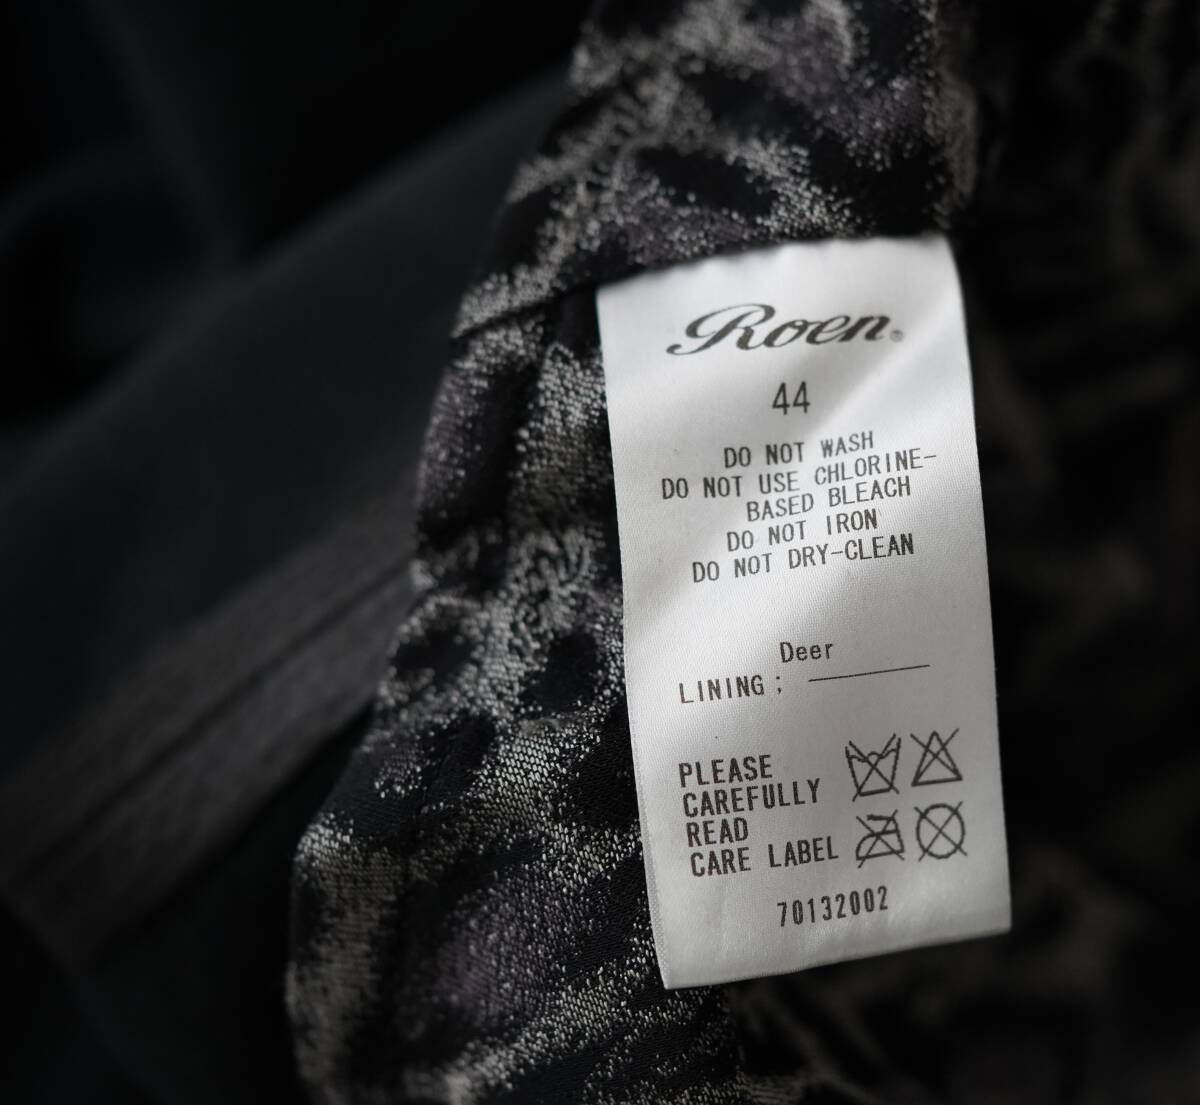 Roen®
44
DO NOT WASH
DO NOT USE CHLORINE-
BASED BLEACH
DO NOT IRON
DO NOT DRY-CLEAN
Deer
LINING ;
PLEASE
CAREFULLY
READ
CARE LABEL
70132002